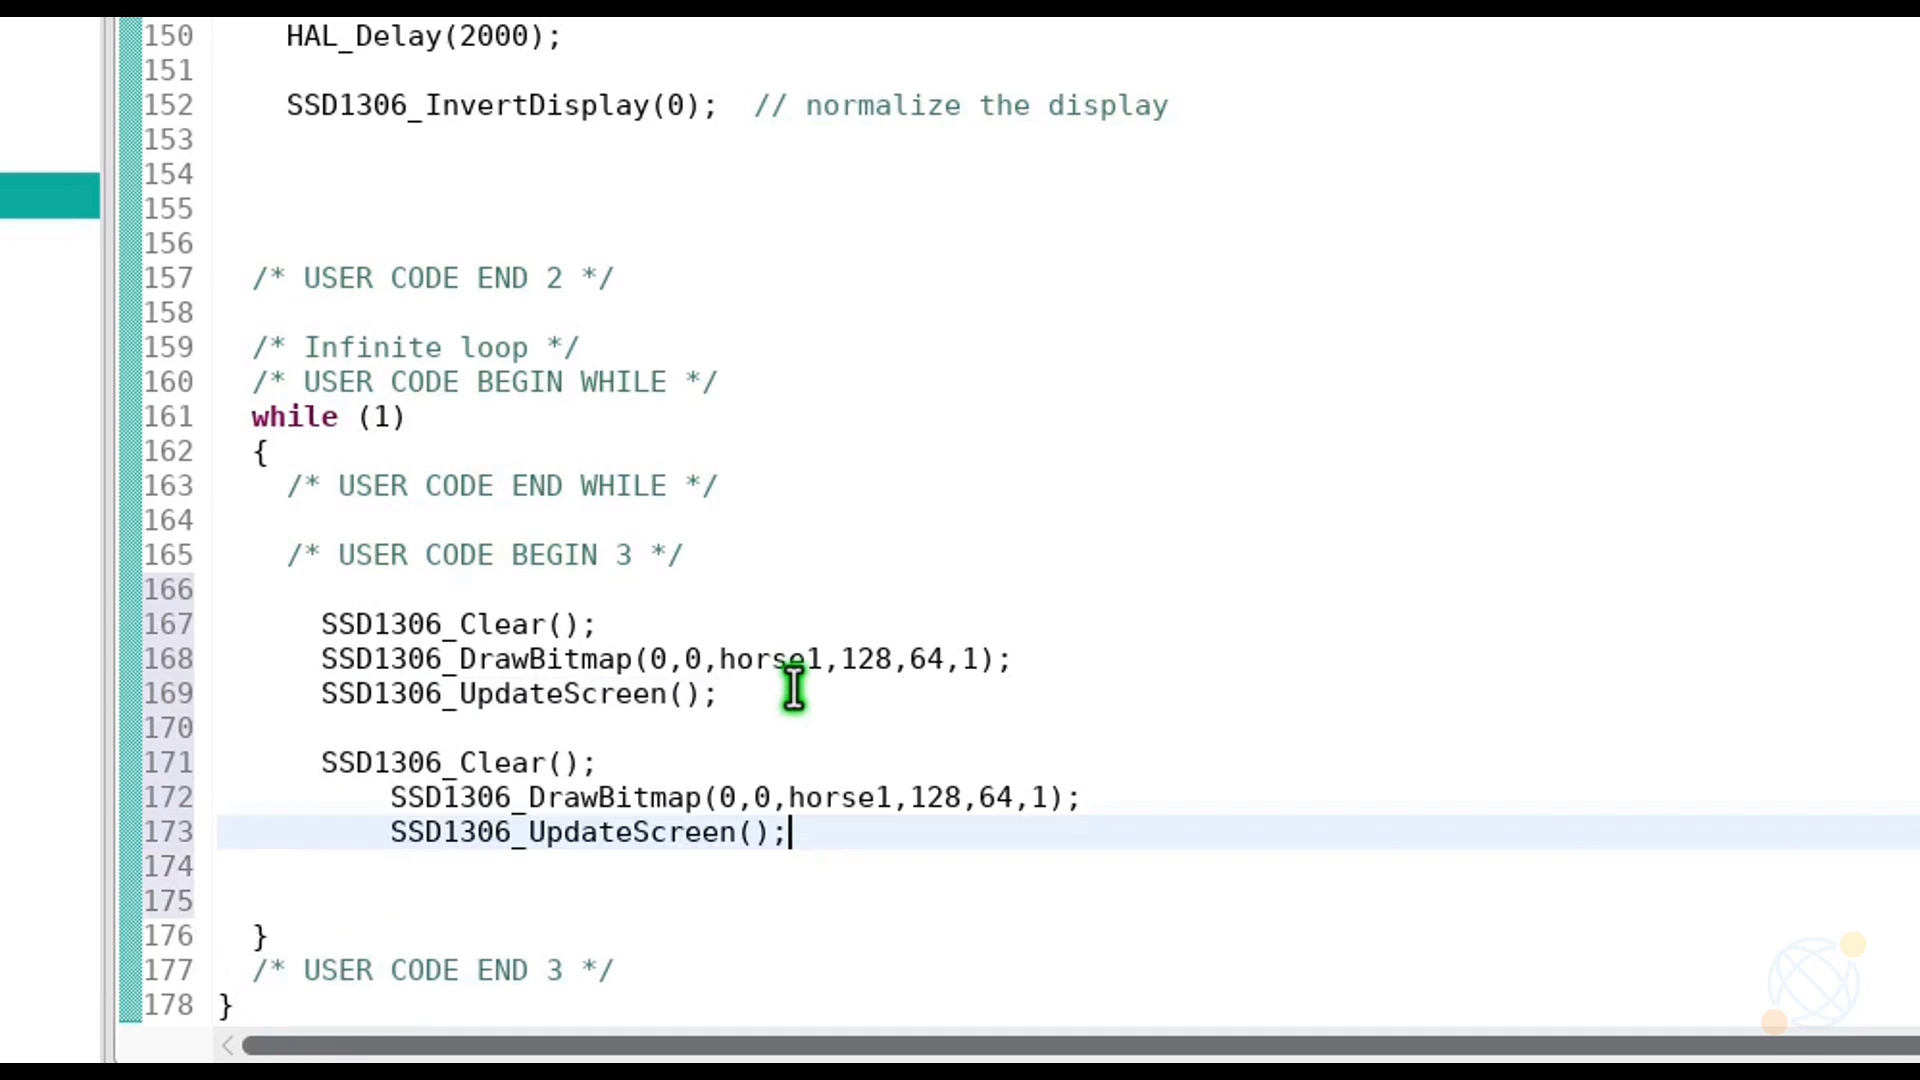 150 HAL_Delay(2000);
151
152 SSD1306_InvertDisplay(0); // normalize the display
153
154
155
156
157 /* USER CODE END 2 */
158
159 /* Infinite loop */
160 /* USER CODE BEGIN WHILE */
161 while (1)
162 {
163 /* USER CODE END WHILE */
164
165 /* USER CODE BEGIN 3 */
166
167 SSD1306_Clear();
168 SSD1306_DrawBitmap(0,0,horse1,128,64,1);
169 SSD1306_UpdateScreen();
170
171 SSD1306_Clear();
172 SSD1306_DrawBitmap(0,0,horse1,128,64,1);
173 SSD1306_UpdateScreen();
174
175
176 }
177 /* USER CODE END 3 */
178 }